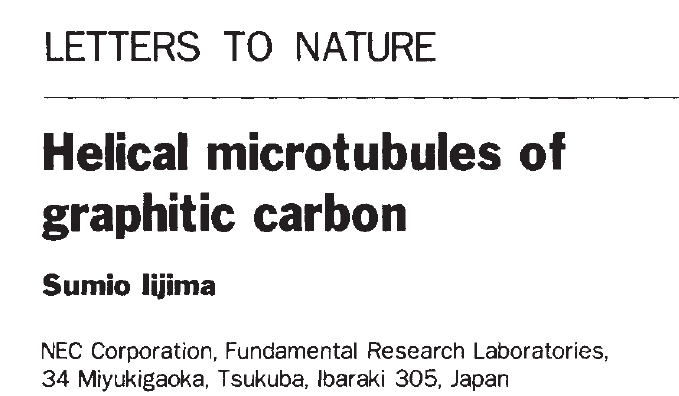 LETTERS TO NATURE
Helical microtubules of
graphitic carbon
Sumio Iijima
NEC Corporation, Fundamental Research Laboratories,
34 Miyukigaoka, Tsukuba, Ibaraki 305, Japan